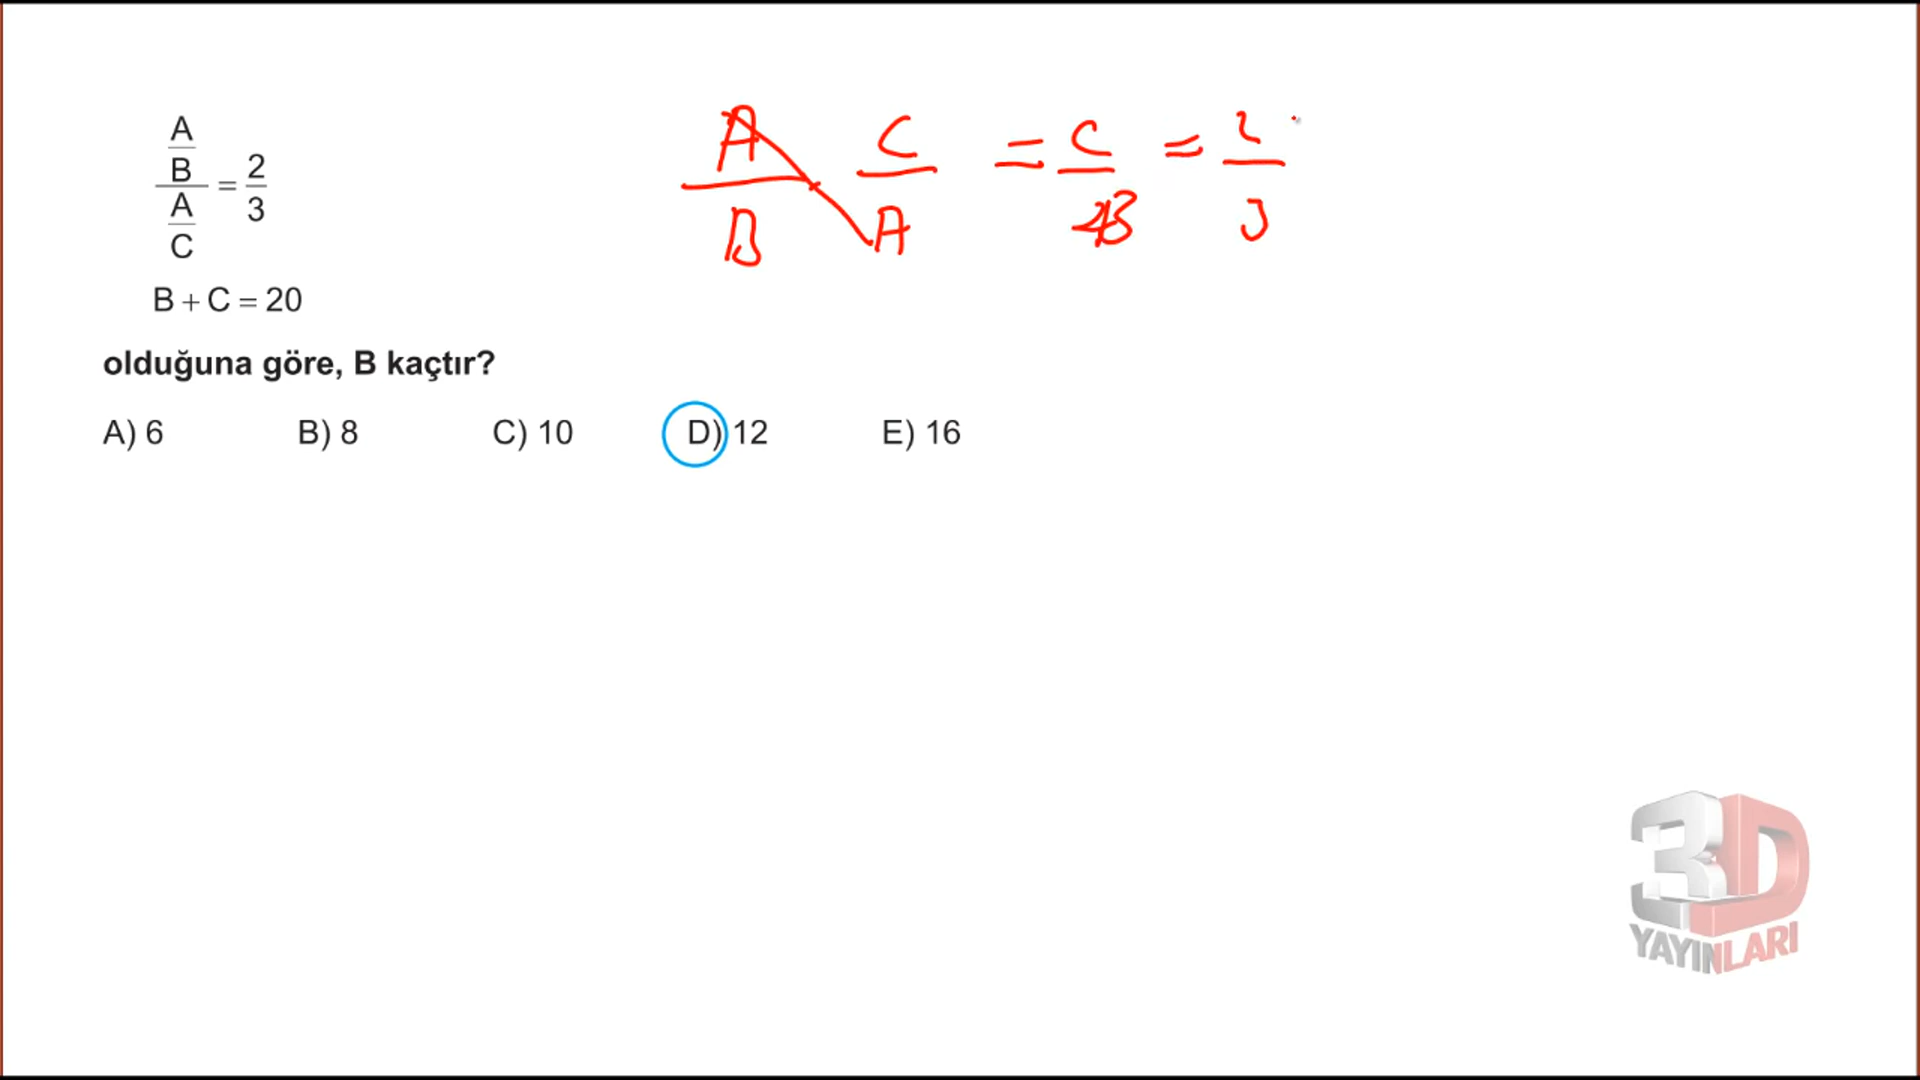 A/B / A/C = 2/3
B + C = 20
olduğuna göre, B kaçtır?
A) 6 B) 8 C) 10 D) 12 E) 16
A/B C/A = C/B = 2/3
3D
YAYINLARI